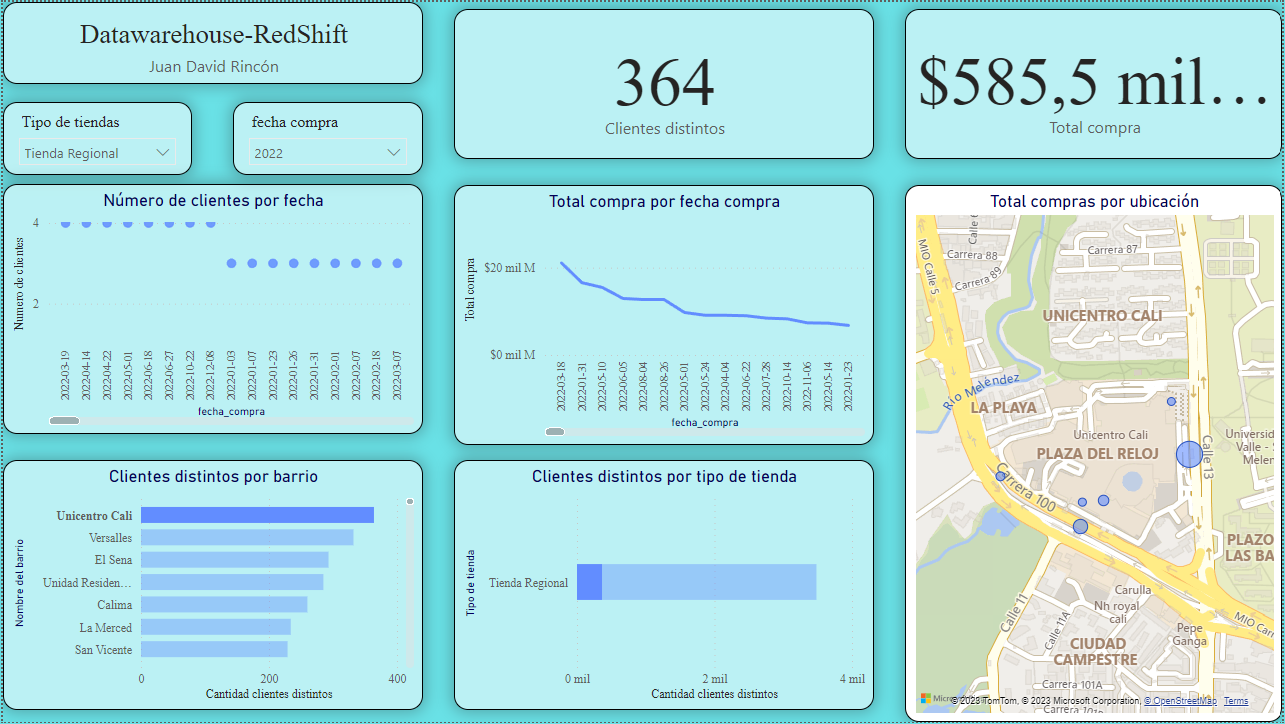 Datawarehouse-RedShift
Juan David Rincón
364
Clientes distintos
$585,5 mil…
Total compra
Tipo de tiendas
Tienda Regional
fecha compra
2022
Número de clientes por fecha
Número de clientes
4
2
2022-03-19
2022-04-14
2022-04-22
2022-05-01
2022-06-18
2022-06-27
2022-10-22
2022-12-08
2022-01-03
2022-01-07
2022-01-23
2022-01-26
2022-01-31
2022-02-01
2022-02-07
2022-02-18
2022-03-07
fecha_compra
Total compra por fecha compra
Total compra
$20 mil M
$0 mil M
2022-03-18
2022-01-31
2022-05-10
2022-06-05
2022-08-04
2022-08-26
2022-05-01
2022-05-24
2022-04-04
2022-06-22
2022-07-28
2022-10-14
2022-11-06
2022-05-14
2022-01-23
fecha_compra
Total compras por ubicación
MIO Calle 5
Calle
Carrera 87
Carrera 88
Carrera 89
UNICENTRO CALI
Río Meléndez
LA PLAYA
Unicentro Cali
PLAZA DEL RELOJ
Calle 13
Universid
Valle -
Melen
Carrera 100
PLAZO
LAS BA
Carulla
Nh royal
cali
Calle 11
Calle 11A
Pepe
Ganga
MIO Carr
CIUDAD
CAMPESTRE
Carrera 101A
© 2023 TomTom, © 2023 Microsoft Corporation, © OpenStreetMap Terms
Clientes distintos por barrio
Nombre del barrio
Unicentro Cali
Versalles
El Sena
Unidad Residen…
Calima
La Merced
San Vicente
0
200
400
Cantidad clientes distintos
Clientes distintos por tipo de tienda
Tipo de tienda
Tienda Regional
0 mil
2 mil
4 mil
Cantidad clientes distintos